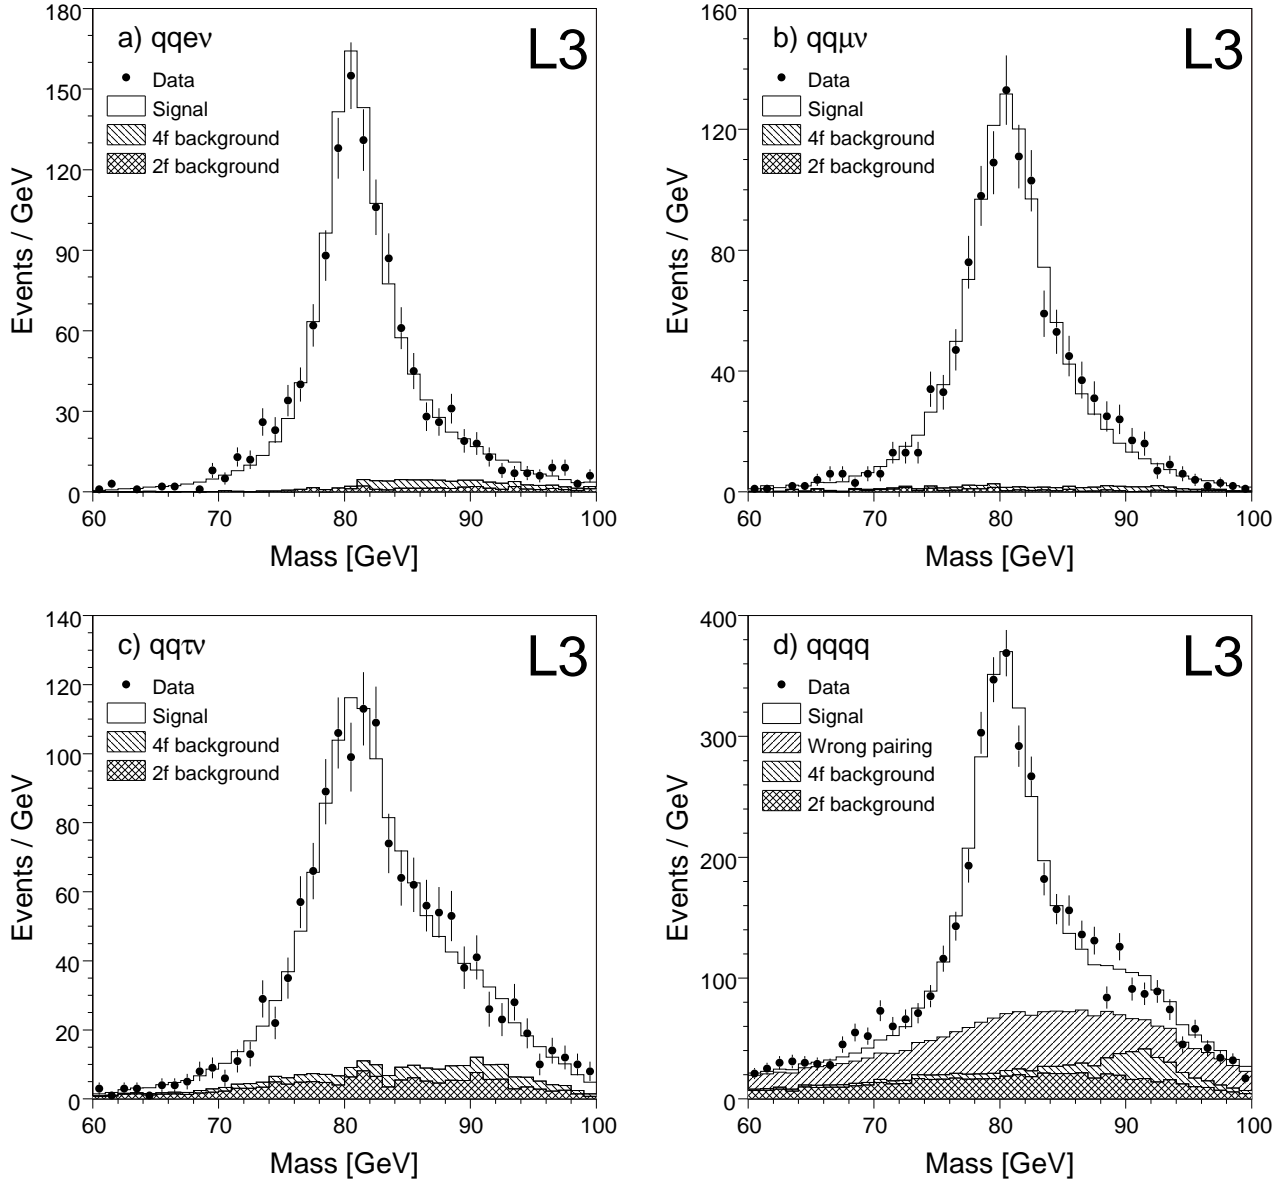 a) qqeν
L3
Data
Signal
4f background
2f background
Events / GeV
0
30
60
90
120
150
180
60
70
80
90
100
Mass [GeV]
b) qqμν
L3
Data
Signal
4f background
2f background
Events / GeV
0
40
80
120
160
60
70
80
90
100
Mass [GeV]
c) qqτν
L3
Data
Signal
4f background
2f background
Events / GeV
0
20
40
60
80
100
120
140
60
70
80
90
100
Mass [GeV]
d) qqqq
L3
Data
Signal
Wrong pairing
4f background
2f background
Events / GeV
0
100
200
300
400
60
70
80
90
100
Mass [GeV]